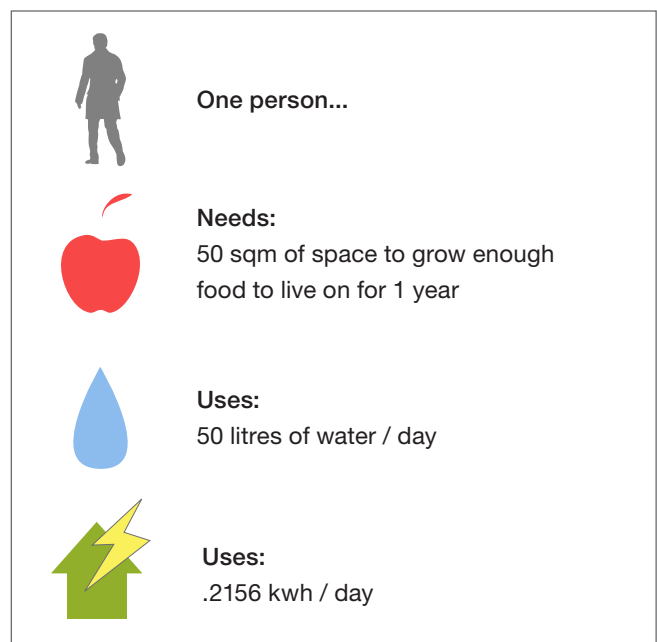 One person...
Needs:
50 sqm of space to grow enough
food to live on for 1 year
Uses:
50 litres of water / day
Uses:
.2156 kwh / day